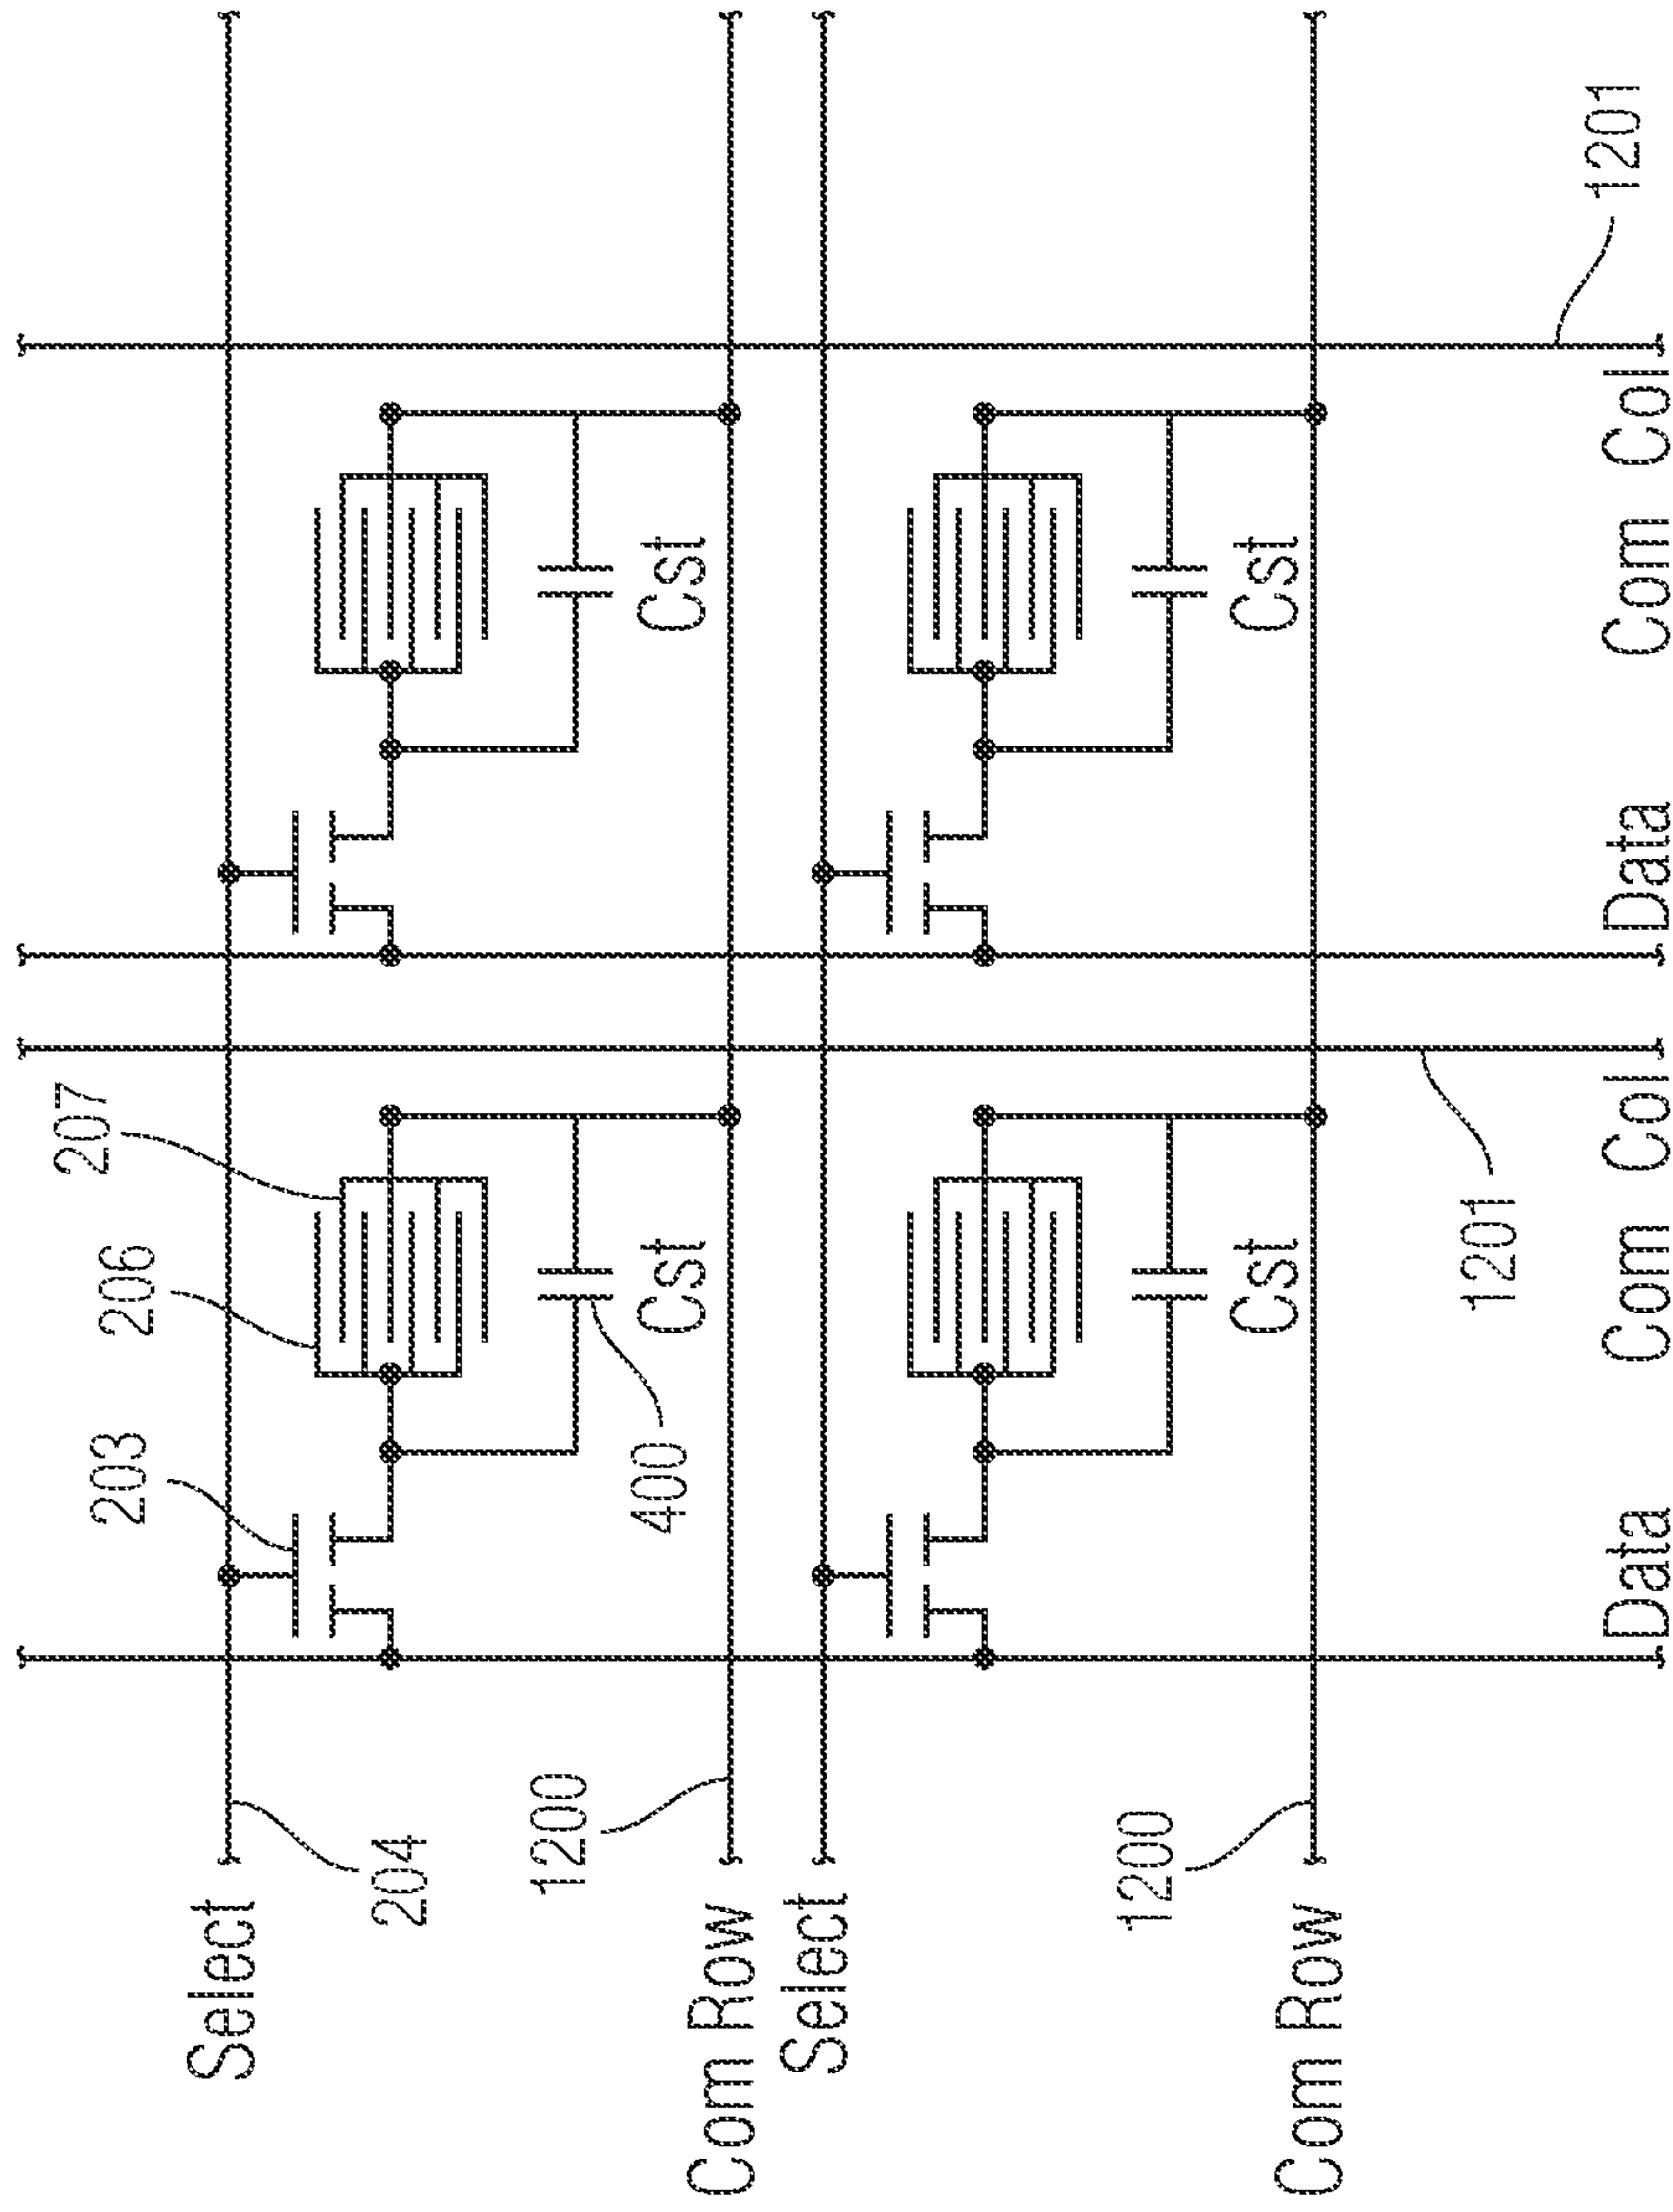 207
203
206
Select
204
1200
400
Cst
Cst
Com Row
Select
1200
Cst
Cst
Com Row
1201
1201
Data
Com Col
Data
Com Col